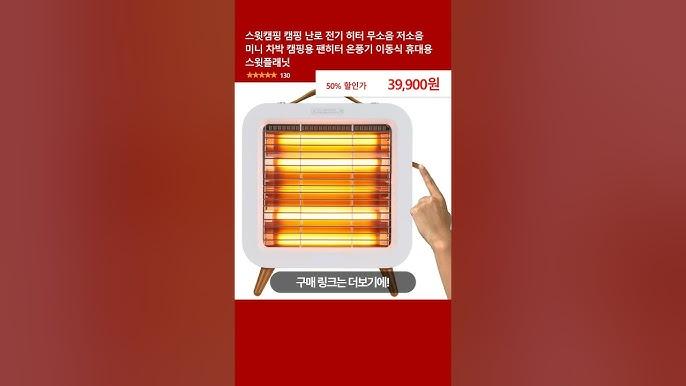 스윗캠핑 캠핑 난로 전기 히터 무소음 저소음
미니 차박 캠핑용 팬히터 온풍기 이동식 휴대용
스윗플래닛
★★★★★ 130
50% 할인가 39,900원
구매 링크는 더보기에!